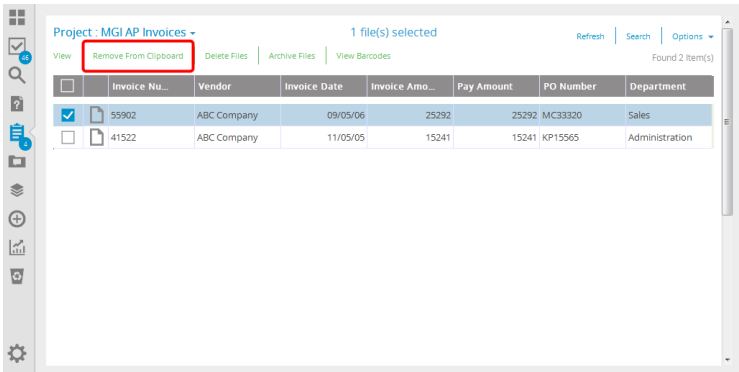 Project : MGI AP Invoices
1 file(s) selected
Refresh Search Options
View Remove From Clipboard Delete Files Archive Files View Barcodes
Found 2 Item(s)
Invoice Nu... Vendor Invoice Date Invoice Amo... Pay Amount PO Number Department
55902 ABC Company 09/05/06 25292 25292 MC33320 Sales
41522 ABC Company 11/05/05 15241 15241 KP15565 Administration
46
4